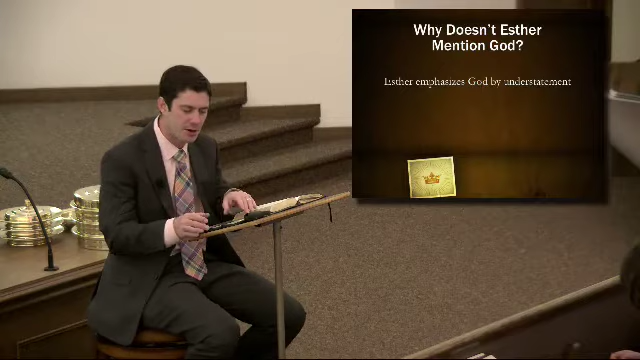 Why Doesn't Esther
Mention God?
Esther emphasizes God by understatement